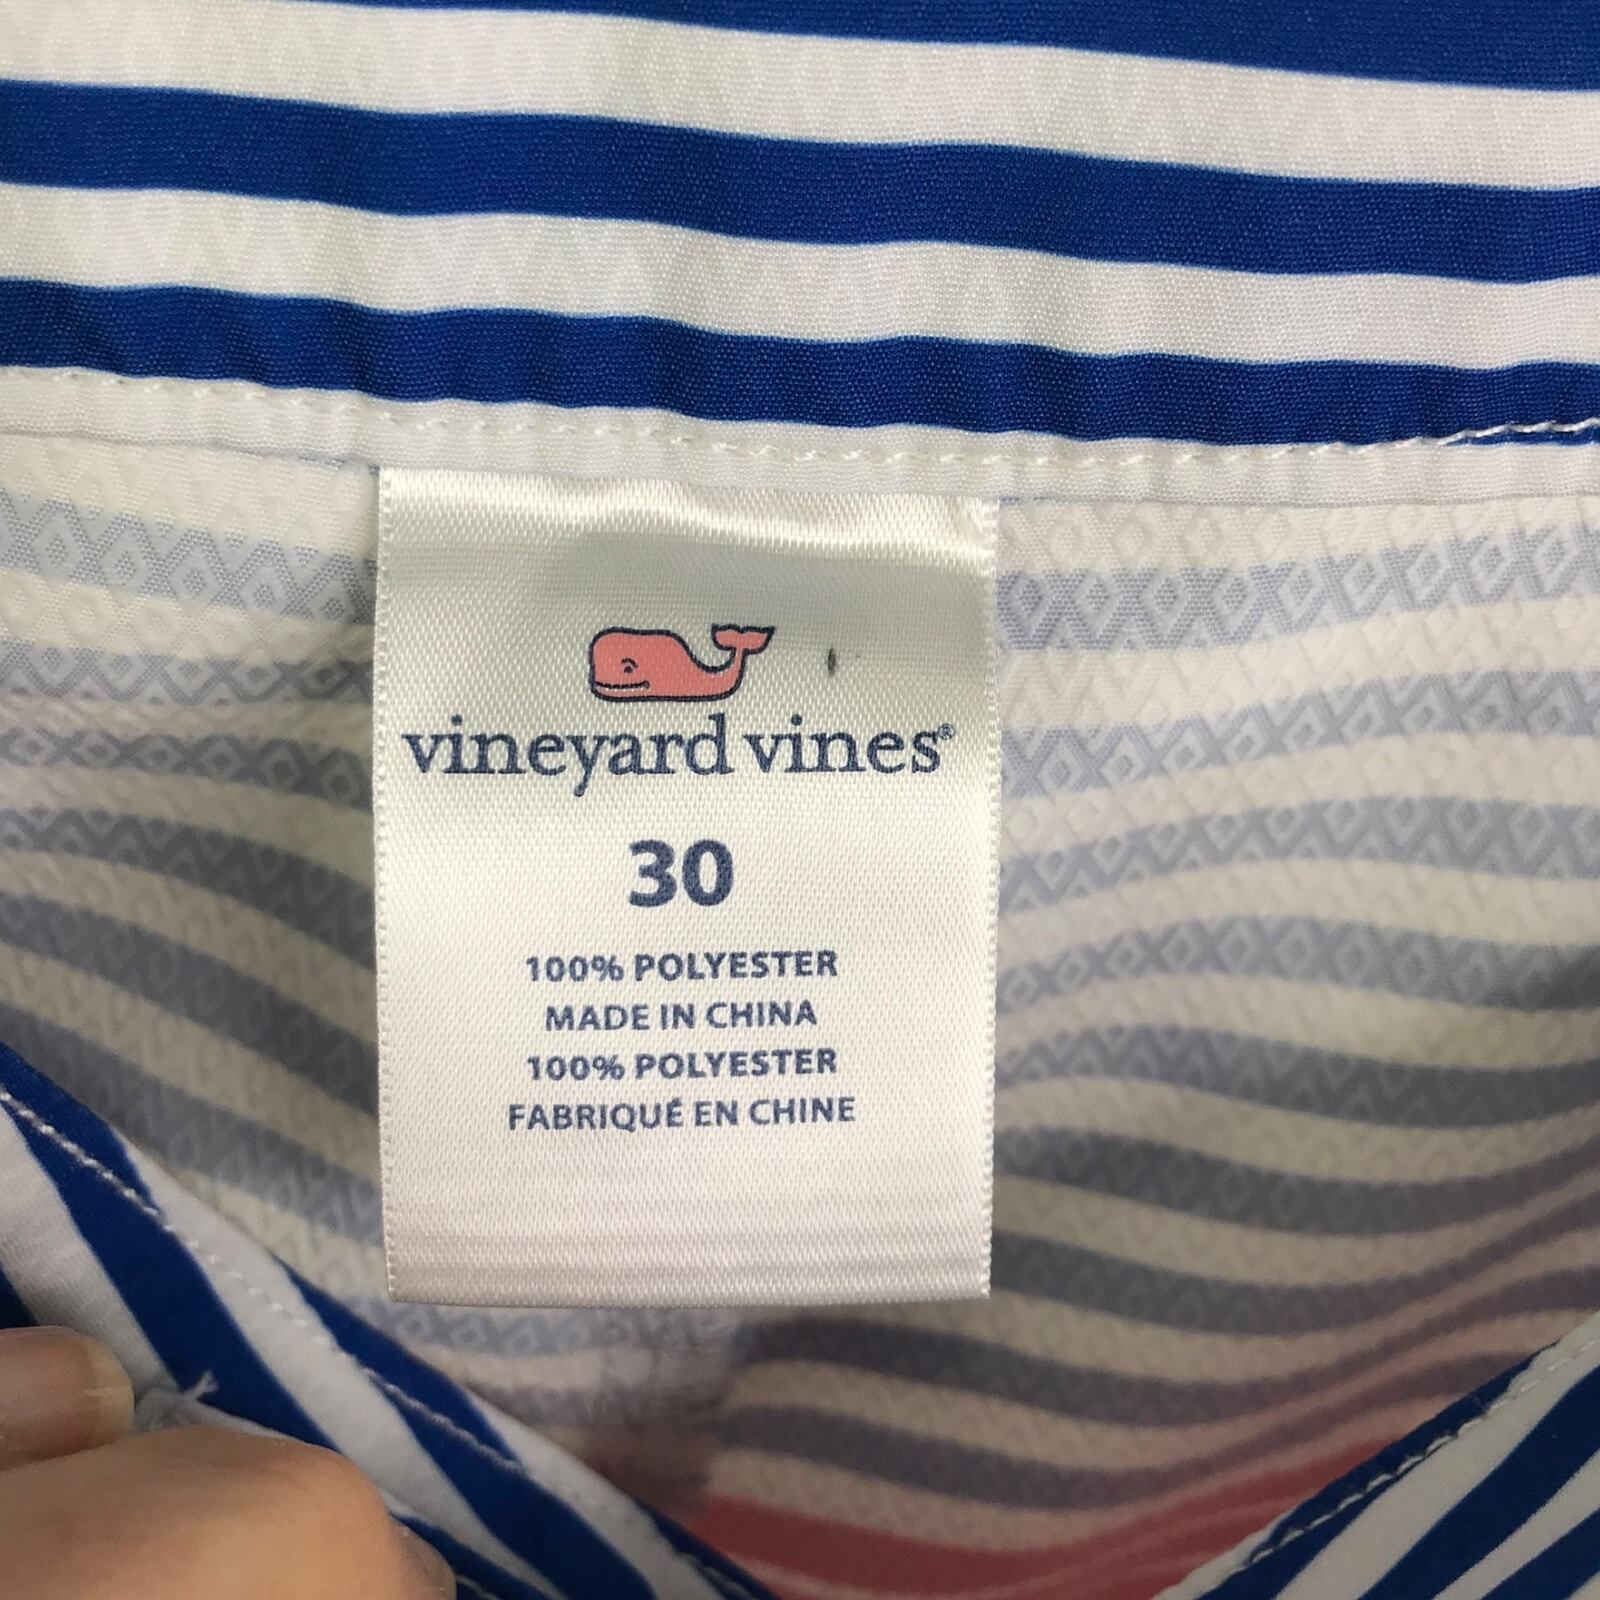 vineyard vines®
30
100% POLYESTER
MADE IN CHINA
100% POLYESTER
FABRIQUÉ EN CHINE